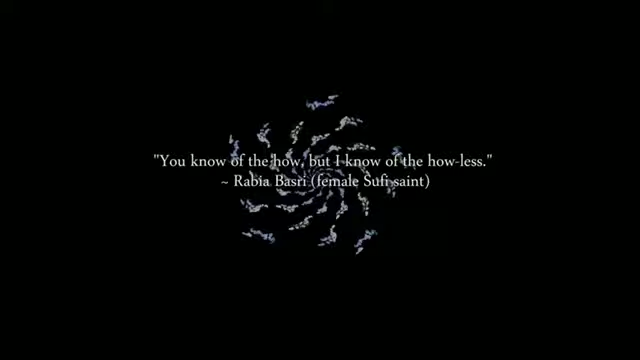 "You know of the how, but I know of the how-less."
~ Rabia Basri (female Sufi saint)